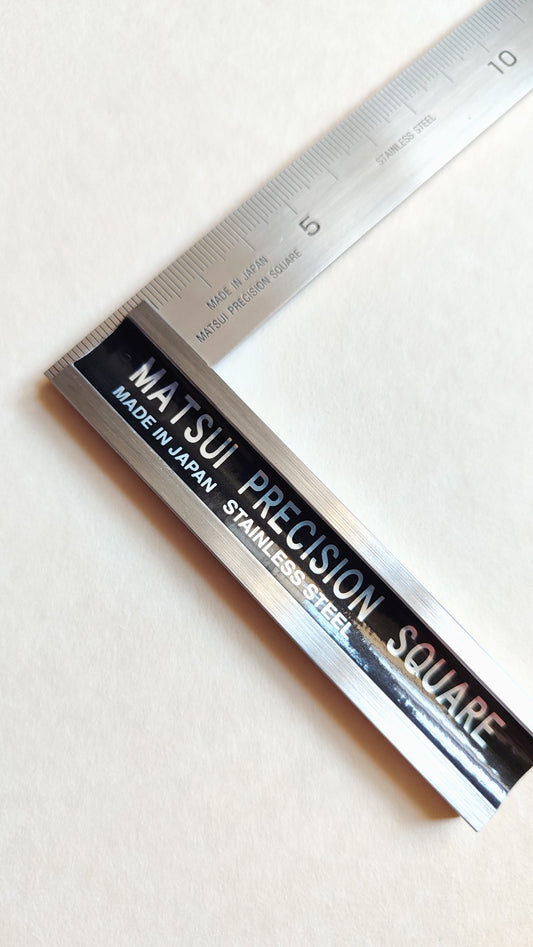 10
STAINLESS STEEL
5
MADE IN JAPAN
MATSUI PRECISION SQUARE
MATSUI PRECISION SQUARE
MADE IN JAPAN STAINLESS STEEL